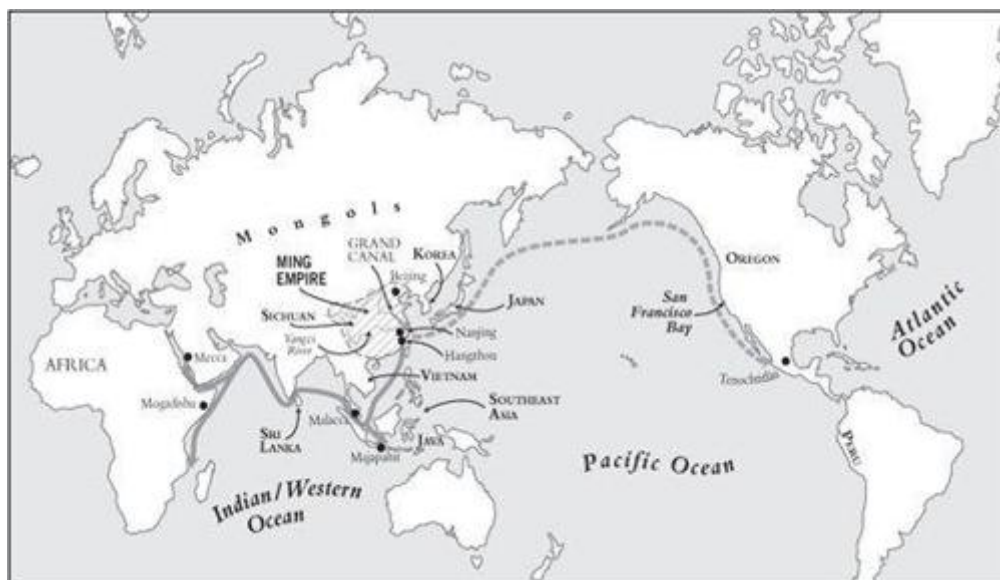 Mongols
GRAND
CANAL
KOREA
MING
EMPIRE
Beijing
OREGON
SICHUAN
JAPAN
San
Francisco
Bay
Atlantic
Ocean
Yangzi
River
Nanjing
Hangzhou
AFRICA
Mecca
VIETNAM
Tenochtitlan
Mogadishu
SOUTHEAST
ASIA
Malacca
SRI
LANKA
JAVA
Majapahit
PERU
Pacific Ocean
Indian/Western
Ocean